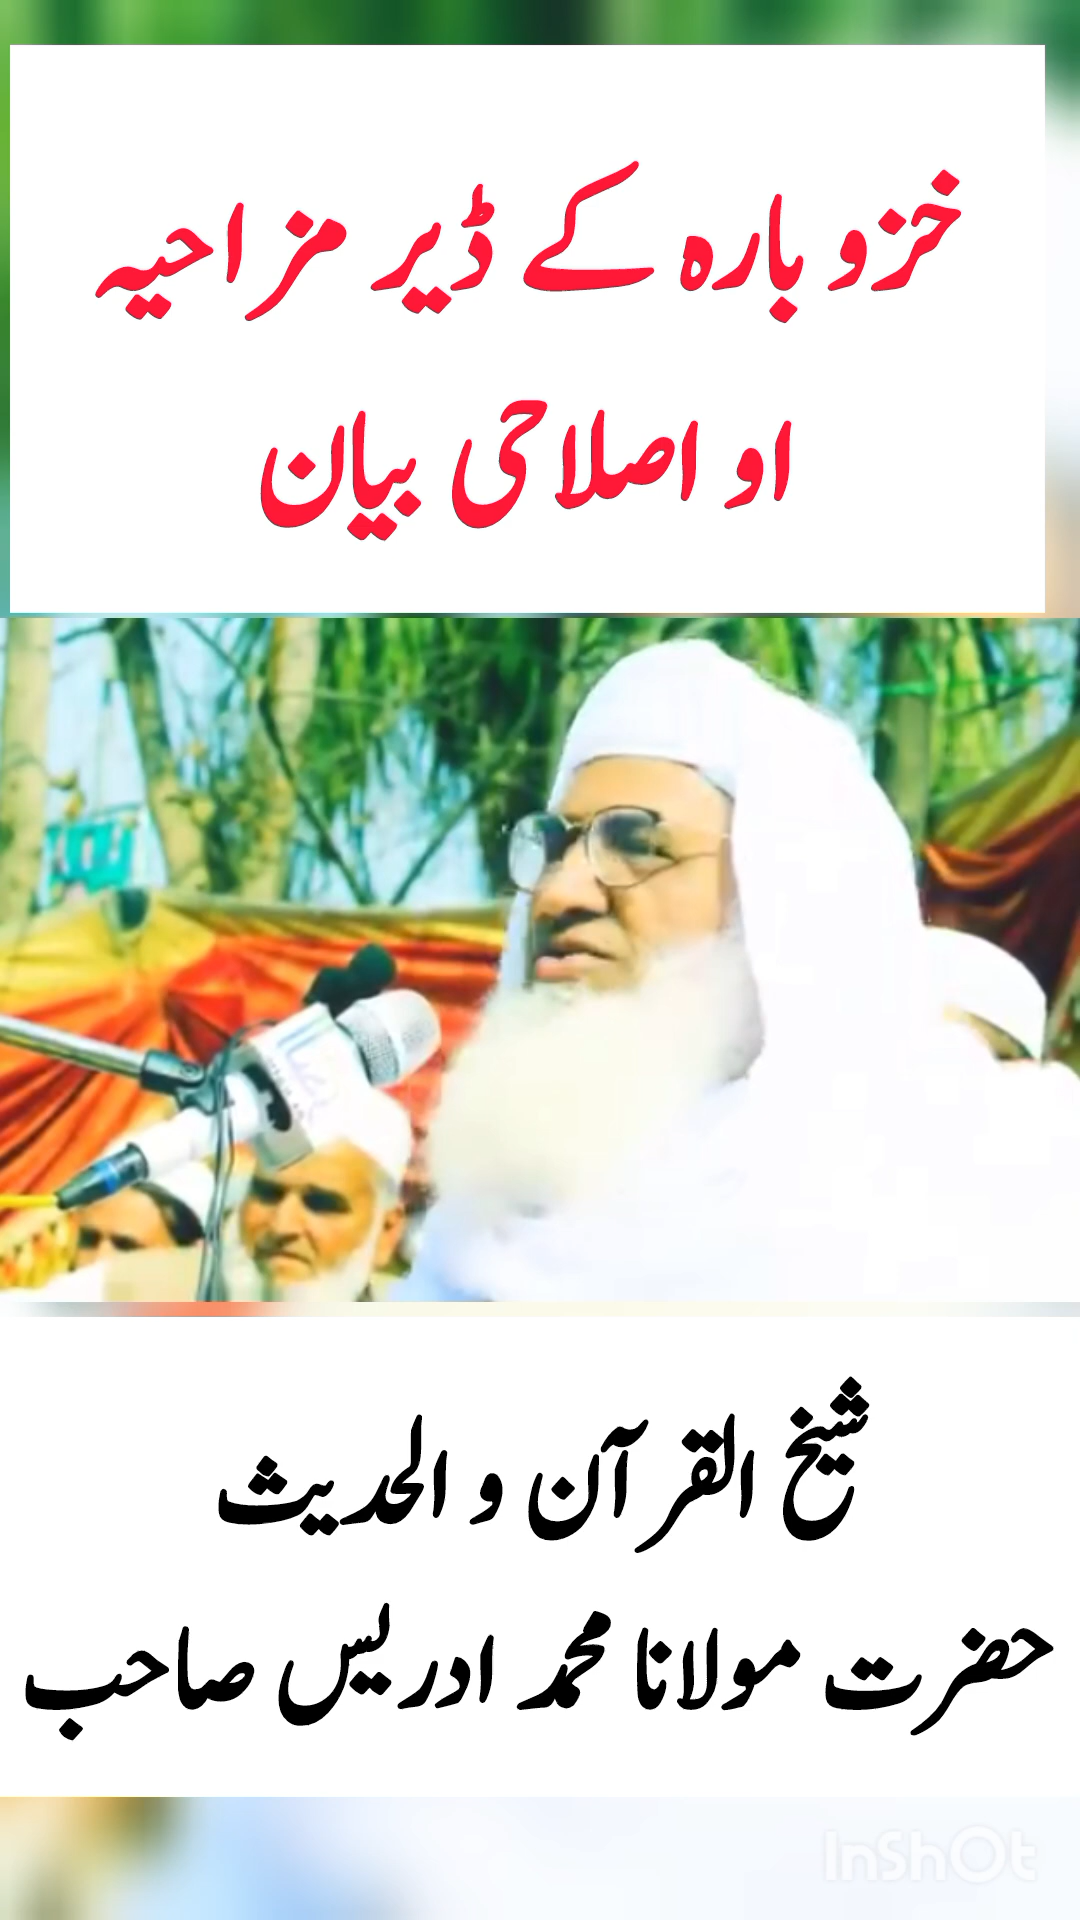 خزو بارہ کے ڈیر مزاحیہ
او اصلاحی بیان
شیخ القرآن و الحدیث
حضرت مولانا محمد ادریس صاحب
InShOt